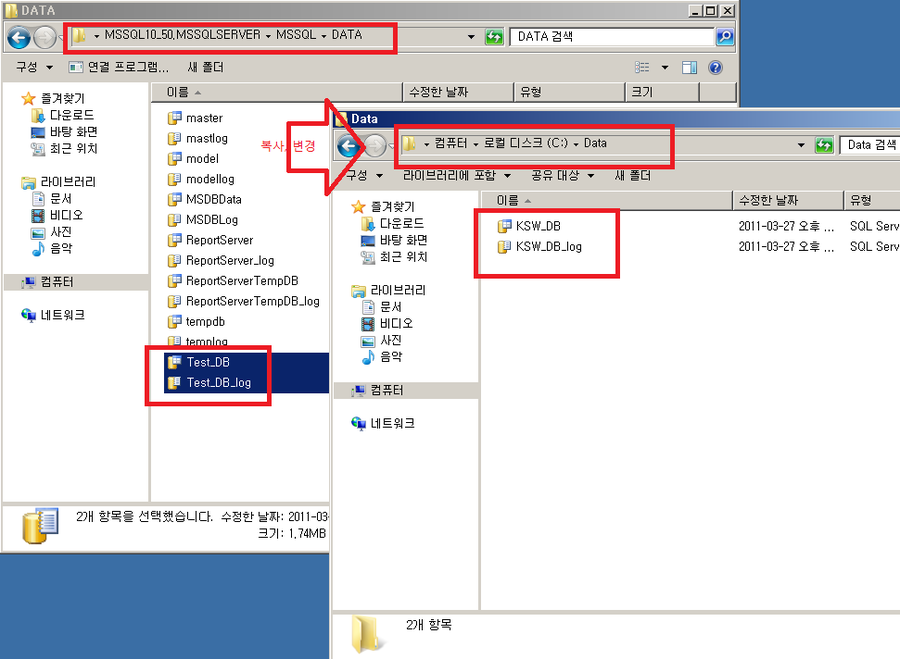 DATA
MSSQL10_50,MSSQLSERVER MSSQL DATA
DATA 검색
구성 연결 프로그램... 새 폴더
이름 수정한 날짜 유형 크기
즐겨찾기
다운로드
바탕 화면
최근 위치
라이브러리
문서
비디오
사진
음악
컴퓨터
네트워크
master
mastlog
model
modellog
MSDBData
MSDBLog
ReportServer
ReportServer_log
ReportServerTempDB
ReportServerTempDB_log
tempdb
templog
Test_DB
Test_DB_log
2개 항목을 선택했습니다. 수정한 날짜: 2011-03-
크기: 1.74MB
복사, 변경
Data
컴퓨터 로컬 디스크 (C:) Data
Data 검색
구성 라이브러리에 포함 공유 대상 새 폴더
이름 수정한 날짜 유형
즐겨찾기
다운로드
바탕 화면
최근 위치
라이브러리
문서
비디오
사진
음악
컴퓨터
네트워크
KSW_DB 2011-03-27 오후 ... SQL Serv
KSW_DB_log 2011-03-27 오후 ... SQL Serv
2개 항목